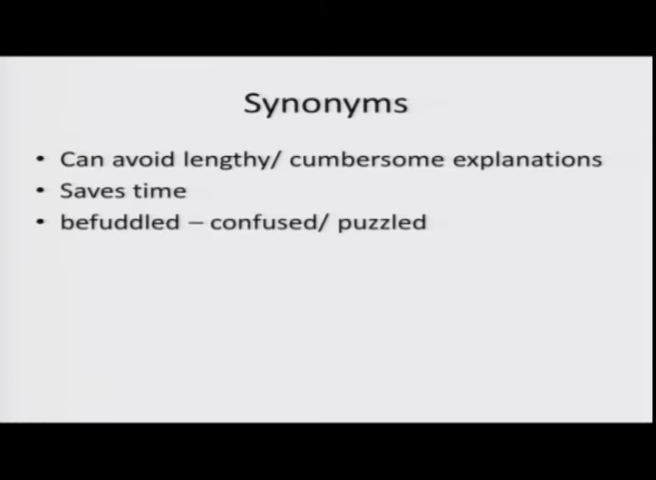 Synonyms
• Can avoid lengthy/ cumbersome explanations
• Saves time
• befuddled – confused/ puzzled